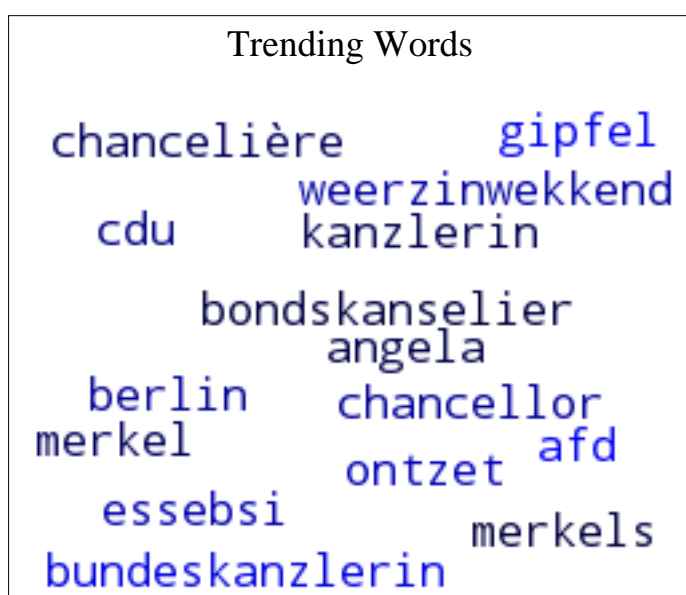 Trending Words
chancelière gipfel
weerzinwekkend
cdu kanzlerin
bondskanselier
angela
berlin chancellor
merkel afd
ontzet
essebsi merkels
bundeskanzlerin